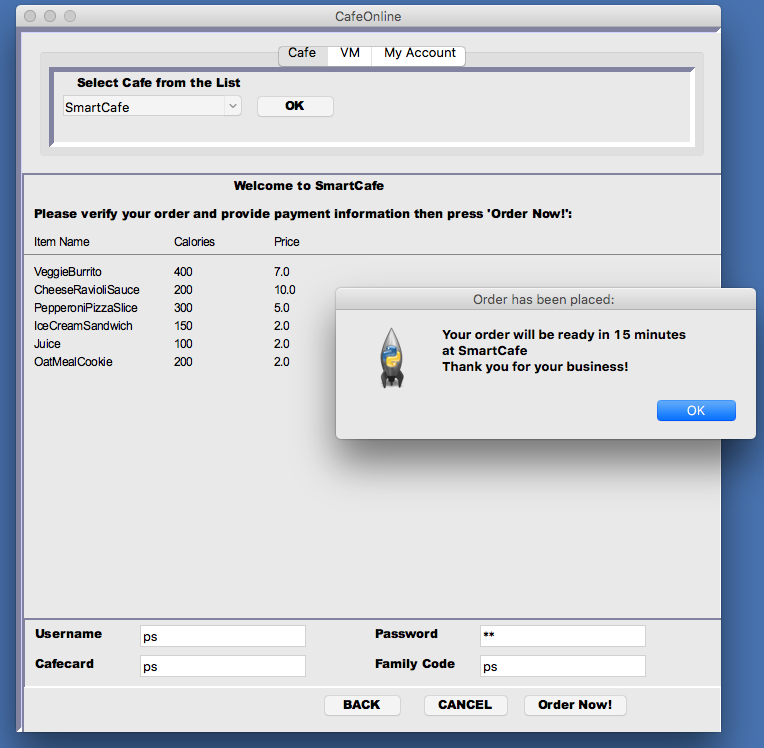 CafeOnline
Cafe VM My Account
Select Cafe from the List
SmartCafe OK
Welcome to SmartCafe
Please verify your order and provide payment information then press 'Order Now!':
Item Name Calories Price
VeggieBurrito 400 7.0
CheeseRavioliSauce 200 10.0
PepperoniPizzaSlice 300 5.0
IceCreamSandwich 150 2.0
Juice 100 2.0
OatMealCookie 200 2.0
Order has been placed:
Your order will be ready in 15 minutes
at SmartCafe
Thank you for your business!
OK
Username ps Password **
Cafecard ps Family Code ps
BACK CANCEL Order Now!